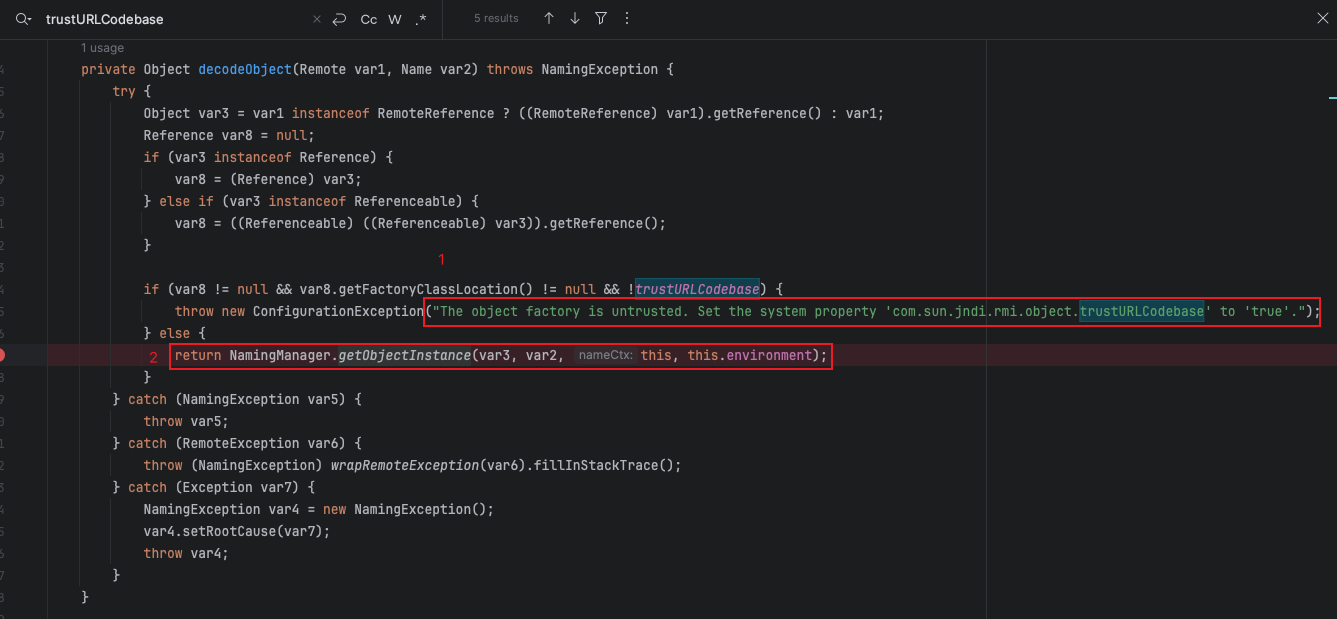 trustURLCodebase × Cc W .* 5 results
1 usage
private Object decodeObject(Remote var1, Name var2) throws NamingException {
try {
Object var3 = var1 instanceof RemoteReference ? ((RemoteReference) var1).getReference() : var1;
Reference var8 = null;
if (var3 instanceof Reference) {
var8 = (Reference) var3;
} else if (var3 instanceof Referenceable) {
var8 = ((Referenceable) ((Referenceable) var3)).getReference();
}
1
if (var8 != null && var8.getFactoryClassLocation() != null && !trustURLCodebase) {
throw new ConfigurationException("The object factory is untrusted. Set the system property 'com.sun.jndi.rmi.object.trustURLCodebase' to 'true'.");
} else {
2 return NamingManager.getObjectInstance(var3, var2, nameCtx: this, this.environment);
}
} catch (NamingException var5) {
throw var5;
} catch (RemoteException var6) {
throw (NamingException) wrapRemoteException(var6).fillInStackTrace();
} catch (Exception var7) {
NamingException var4 = new NamingException();
var4.setRootCause(var7);
throw var4;
}
}